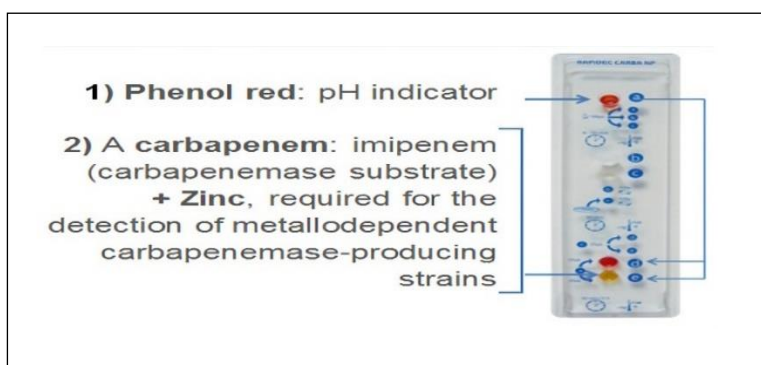 1) Phenol red: pH indicator
2) A carbapenem: imipenem
(carbapenemase substrate)
+ Zinc, required for the
detection of metallodependent
carbapenemase-producing
strains
RAPIDEC CARBA NP
a
b
c
d
e